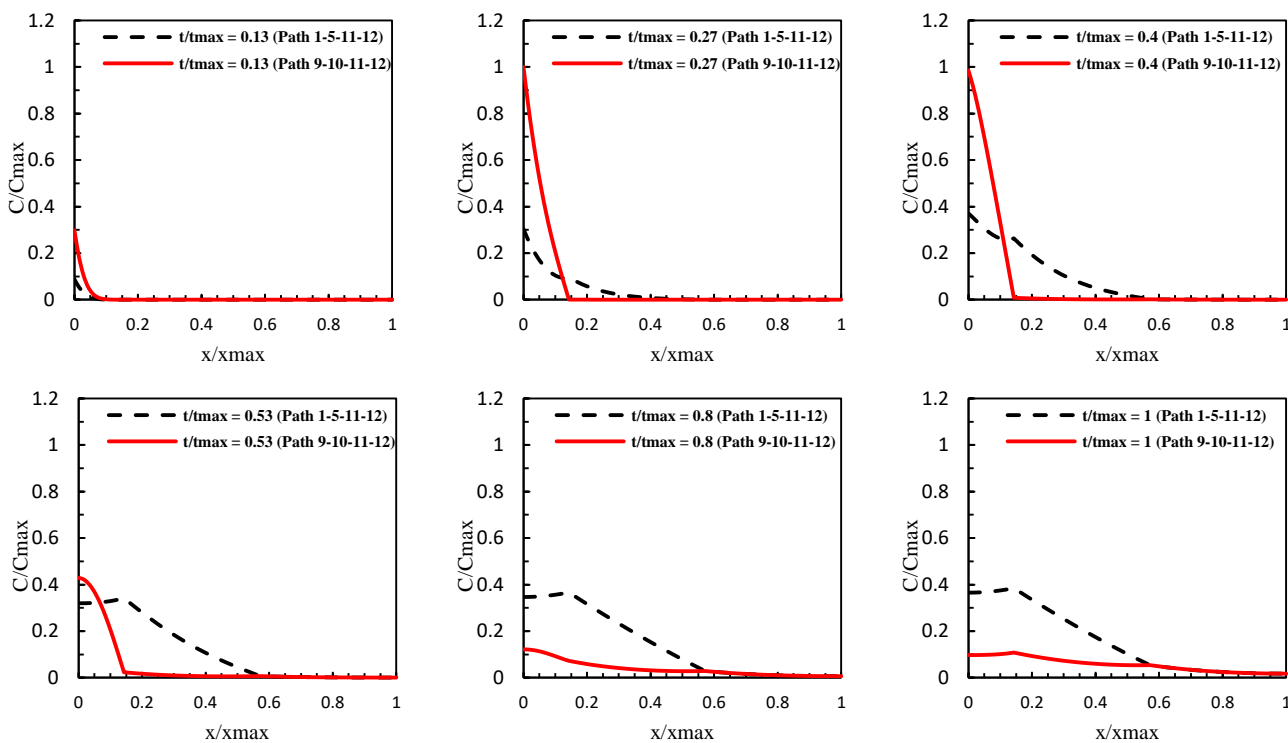 1.2
t/tmax = 0.13 (Path 1-5-11-12)
t/tmax = 0.13 (Path 9-10-11-12)
1
0.8
0.6
0.4
0.2
0
C/Cmax
0 0.2 0.4 0.6 0.8 1
x/xmax
1.2
t/tmax = 0.27 (Path 1-5-11-12)
t/tmax = 0.27 (Path 9-10-11-12)
1
0.8
0.6
0.4
0.2
0
C/Cmax
0 0.2 0.4 0.6 0.8 1
x/xmax
1.2
t/tmax = 0.4 (Path 1-5-11-12)
t/tmax = 0.4 (Path 9-10-11-12)
1
0.8
0.6
0.4
0.2
0
C/Cmax
0 0.2 0.4 0.6 0.8 1
x/xmax
1.2
t/tmax = 0.53 (Path 1-5-11-12)
t/tmax = 0.53 (Path 9-10-11-12)
1
0.8
0.6
0.4
0.2
0
C/Cmax
0 0.2 0.4 0.6 0.8 1
x/xmax
1.2
t/tmax = 0.8 (Path 1-5-11-12)
t/tmax = 0.8 (Path 9-10-11-12)
1
0.8
0.6
0.4
0.2
0
C/Cmax
0 0.2 0.4 0.6 0.8 1
x/xmax
1.2
t/tmax = 1 (Path 1-5-11-12)
t/tmax = 1 (Path 9-10-11-12)
1
0.8
0.6
0.4
0.2
0
C/Cmax
0 0.2 0.4 0.6 0.8 1
x/xmax